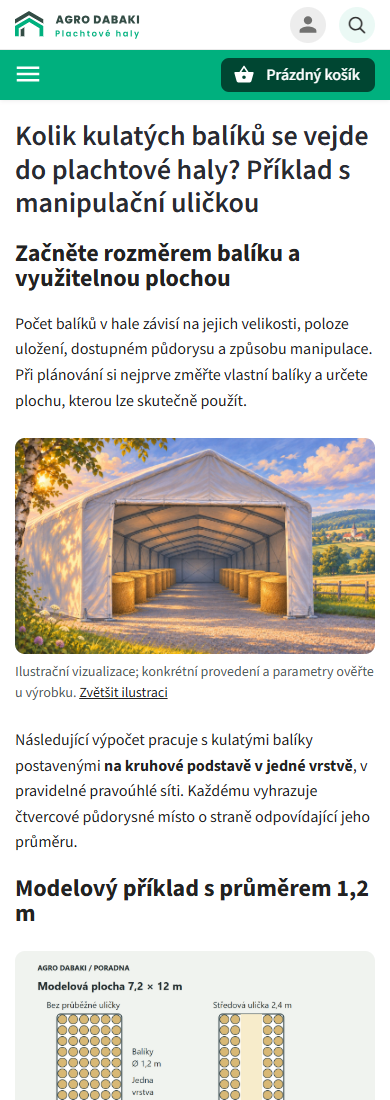 AGRO DABAKI
Plachtové haly
Prázdný košík
Kolik kulatých balíků se vejde
do plachtové haly? Příklad s
manipulační uličkou
Začněte rozměrem balíku a
využitelnou plochou
Počet balíků v hale závisí na jejich velikosti, poloze
uložení, dostupném půdorysu a způsobu manipulace.
Při plánování si nejprve změřte vlastní balíky a určete
plochu, kterou lze skutečně použít.
Ilustrační vizualizace; konkrétní provedení a parametry ověřte
u výrobku. Zvětšit ilustraci
Následující výpočet pracuje s kulatými balíky
postavenými na kruhové podstavě v jedné vrstvě, v
pravidelné pravoúhlé síti. Každému vyhrazuje
čtvercové půdorysné místo o straně odpovídající jeho
průměru.
Modelový příklad s průměrem 1,2
m
AGRO DABAKI / PORADNA
Modelová plocha 7,2 × 12 m
Bez průběžné uličky
Středová ulička 2,4 m
Balíky
Ø 1,2 m
Jedna
vrstva